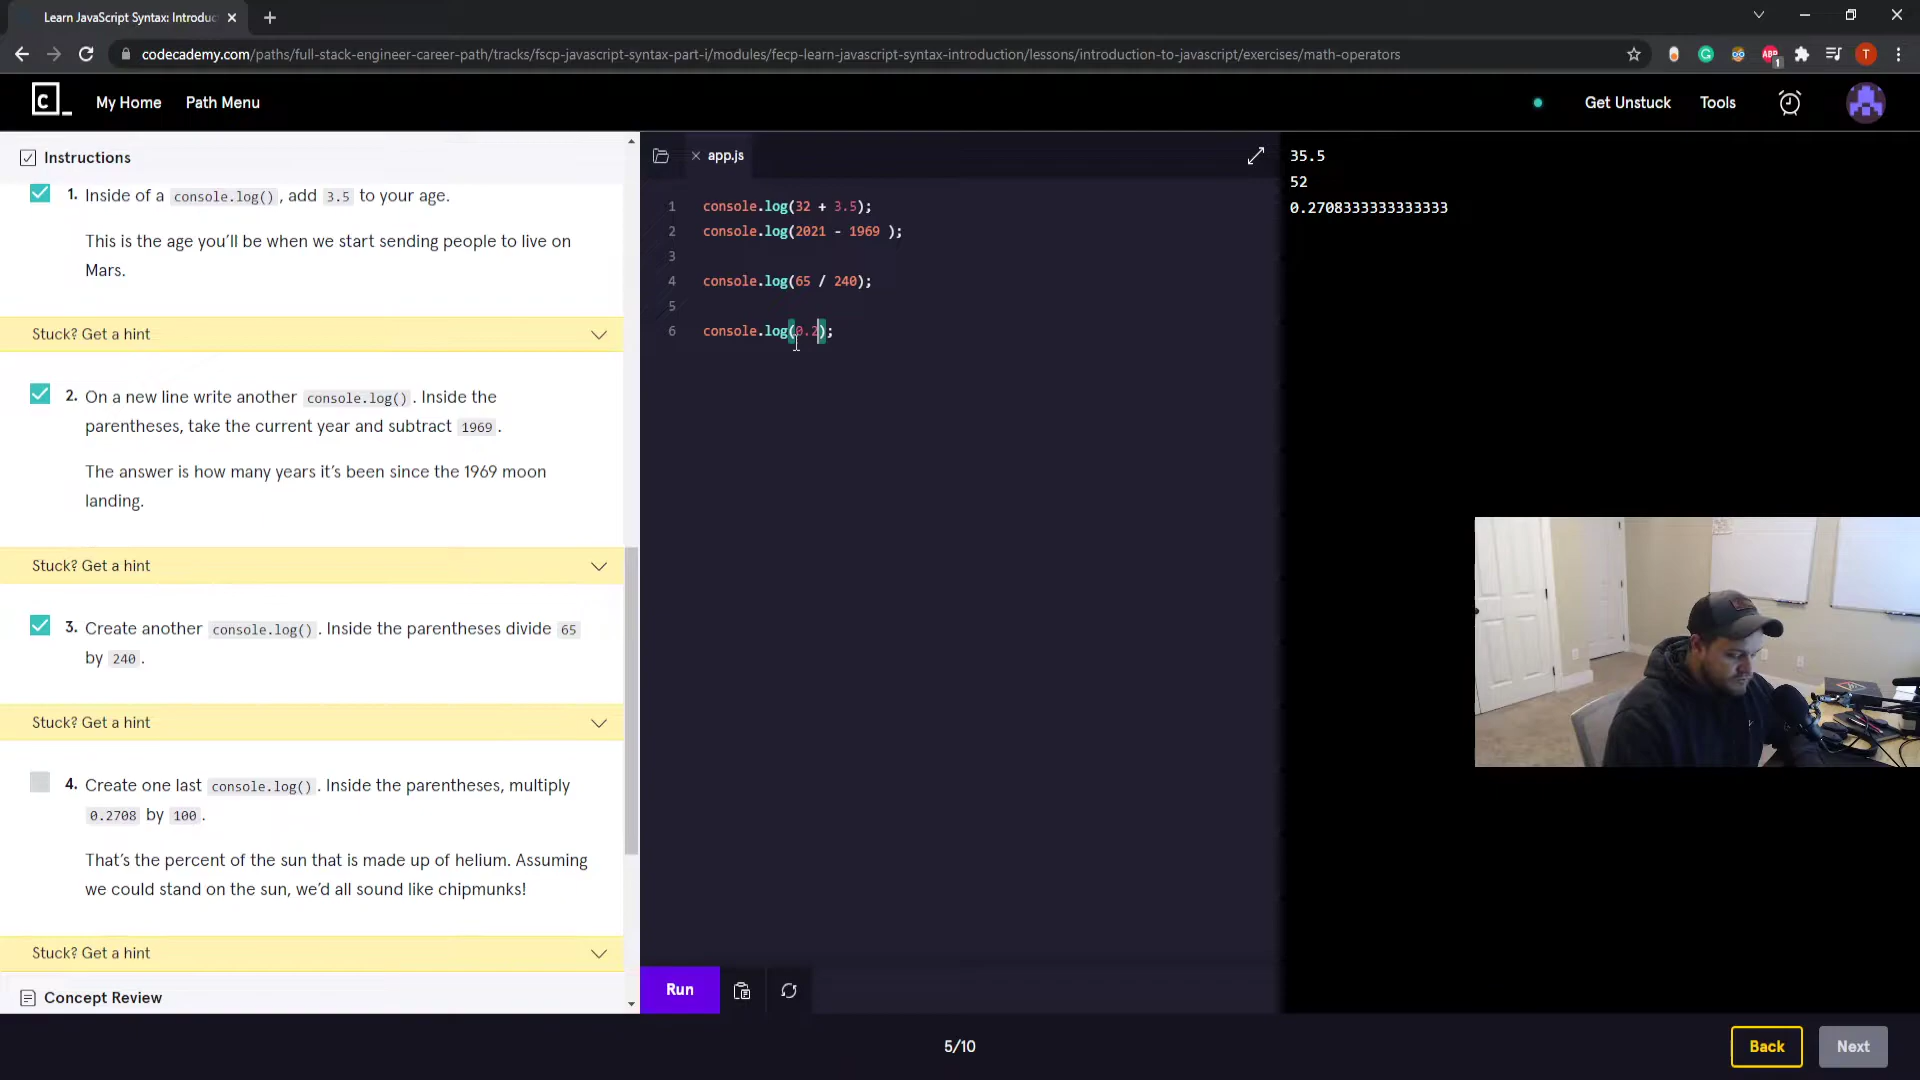 Learn JavaScript Syntax: Introduc
codecademy.com/paths/full-stack-engineer-career-path/tracks/fscp-javascript-syntax-part-i/modules/fecp-learn-javascript-syntax-introduction/lessons/introduction-to-javascript/exercises/math-operators
ABP
1
T
C_
My Home
Path Menu
Get Unstuck
Tools
Instructions
1. Inside of a console.log(), add 3.5 to your age.
This is the age you'll be when we start sending people to live on
Mars.
Stuck? Get a hint
2. On a new line write another console.log(). Inside the
parentheses, take the current year and subtract 1969.
The answer is how many years it's been since the 1969 moon
landing.
Stuck? Get a hint
3. Create another console.log(). Inside the parentheses divide 65
by 240.
Stuck? Get a hint
4. Create one last console.log(). Inside the parentheses, multiply
0.2708 by 100.
That's the percent of the sun that is made up of helium. Assuming
we could stand on the sun, we'd all sound like chipmunks!
Stuck? Get a hint
Concept Review
app.js
1 console.log(32 + 3.5);
2 console.log(2021 - 1969 );
3
4 console.log(65 / 240);
5
6 console.log(0.2);
35.5
52
0.2708333333333333
Run
5/10
Back
Next